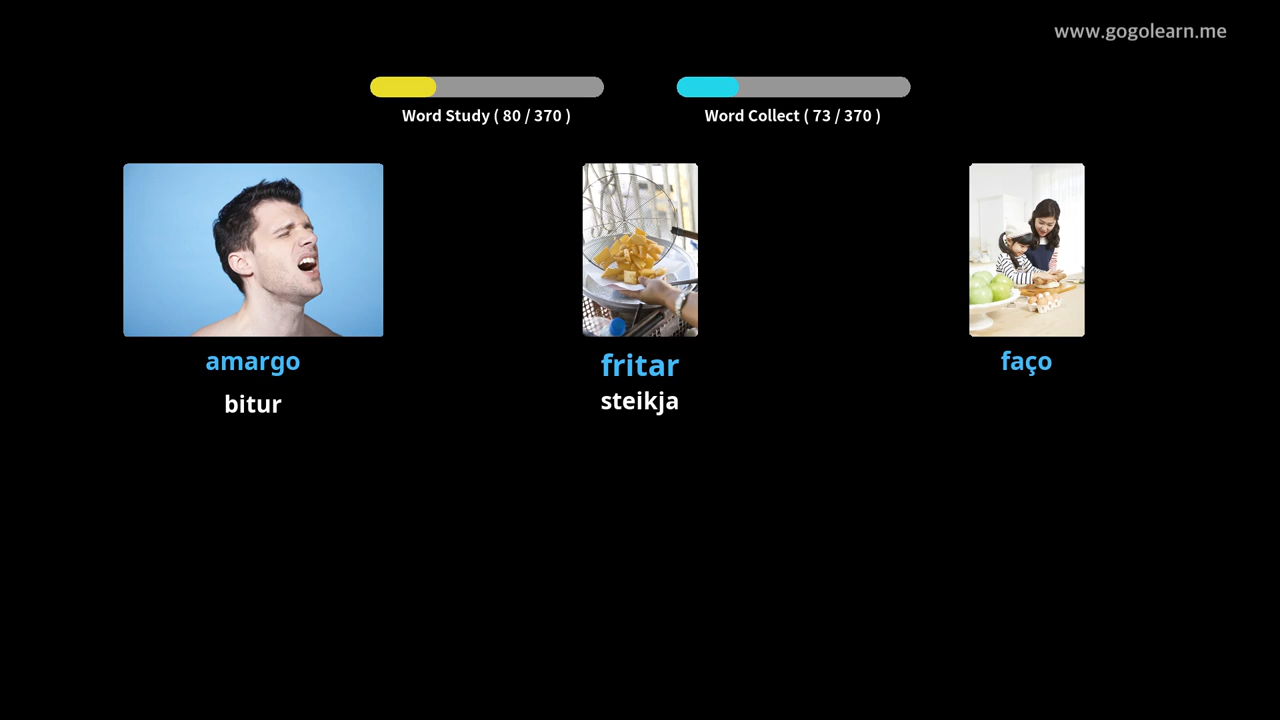 www.gogolearn.me
Word Study ( 80 / 370 )
Word Collect ( 73 / 370 )
amargo
bitur
fritar
steikja
faço